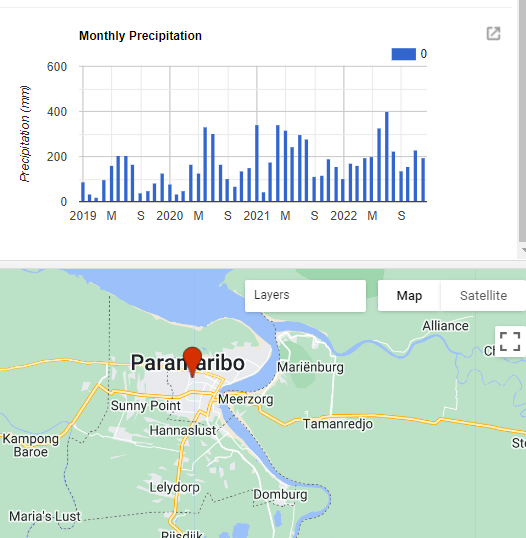 Monthly Precipitation
0
600
400
200
0
Precipitation (mm)
2019 M S 2020 M S 2021 M S 2022 M S
Layers
Map Satellite
Alliance
Paramaribo
Mariënburg
Sunny Point
Meerzorg
Tamanredjo
Hannaslust
Kampong
Baroe
Lelydorp
Domburg
Maria's Lust
Rijsdijk